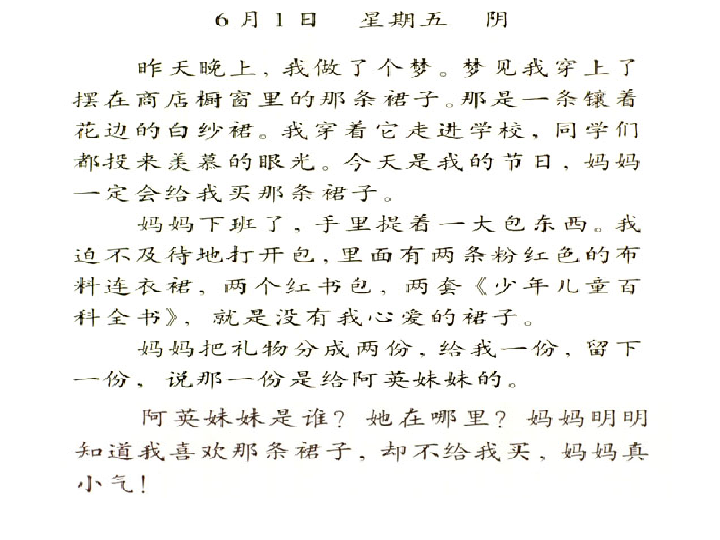 6月1日 星期五 阴
昨天晚上，我做了个梦。梦见我穿上了
摆在商店橱窗里的那条裙子。那是一条镶着
花边的白纱裙。我穿着它走进学校，同学们
都投来羡慕的眼光。今天是我的节日，妈妈
一定会给我买那条裙子。
妈妈下班了，手里提着一大包东西。我
迫不及待地打开包，里面有两条粉红色的布
料连衣裙，两个红书包，两套《少年儿童百
科全书》，就是没有我心爱的裙子。
妈妈把礼物分成两份，给我一份，留下
一份，说那一份是给阿英妹妹的。
阿英妹妹是谁？她在哪里？妈妈明明
知道我喜欢那条裙子，却不给我买，妈妈真
小气！